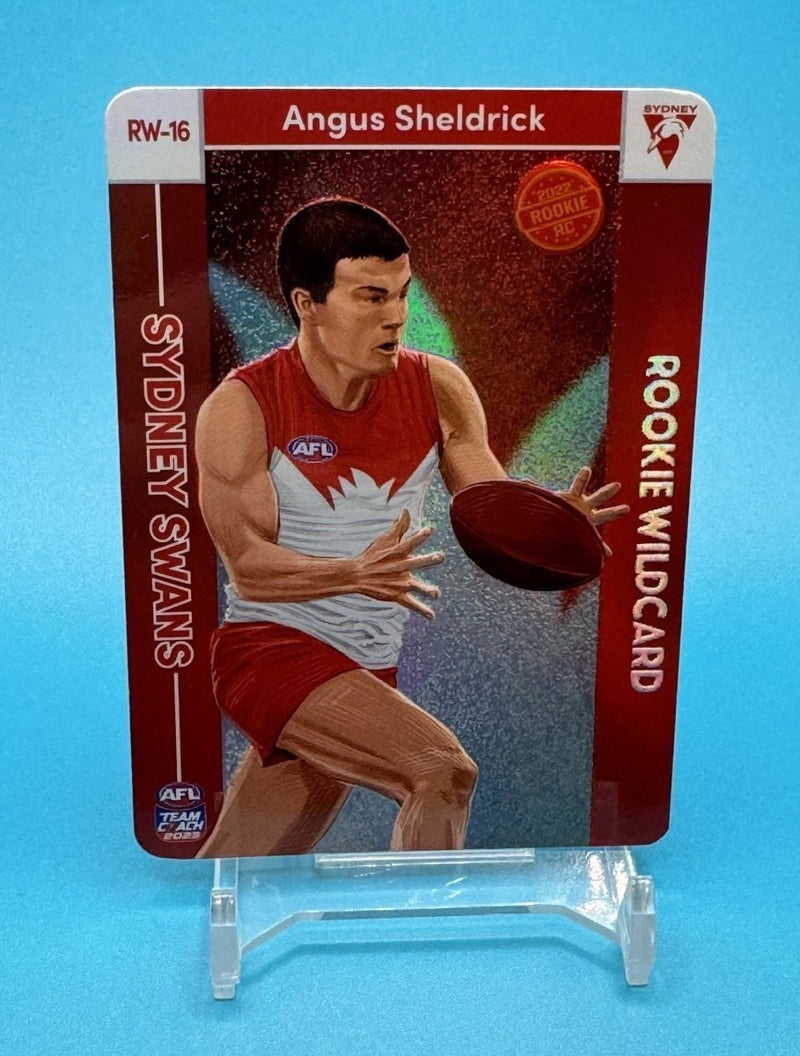 RW-16
Angus Sheldrick
SYDNEY
2022
ROOKIE
RC
SYDNEY SWANS
ROOKIE WILDCARD
AFL
AFL
TEAM
COACH
2023